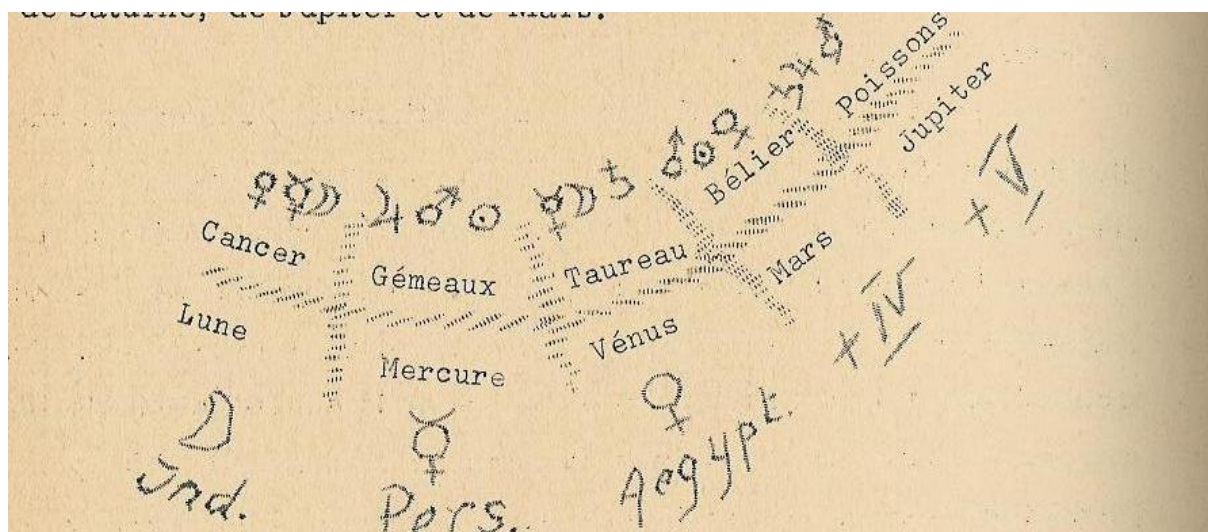 de Saturne, de Jupiter et de Mars.
♀ ☿ ☽
♃ ♂ ☉
☿ ☽ ♄
♂ ☉ ♀
♄ ♃ ♂
Cancer
Gémeaux
Taureau
Bélier
Poissons
Lune
Mercure
Vénus
Mars
Jupiter
☽
☿
♀
+ IV
+ V
Ind.
Pers.
Aegypt.